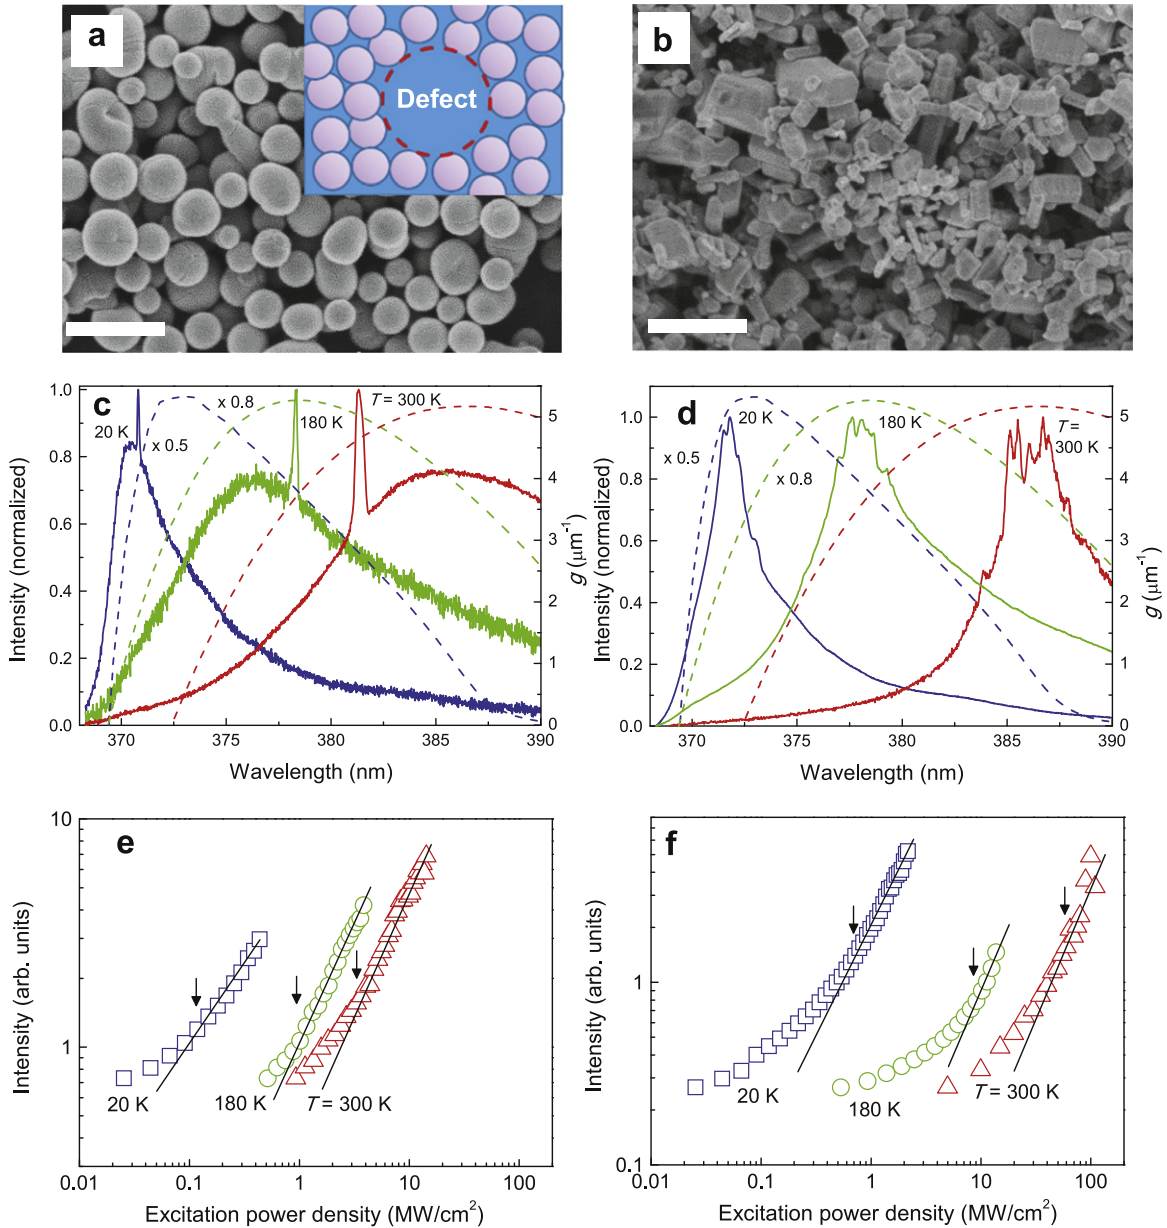 a
Defect
b
c
20 K
x 0.5
x 0.8
180 K
T = 300 K
1.0
0.8
0.6
0.4
0.2
0.0
Intensity (normalized)
5
4
3
2
1
0
g (μm⁻¹)
370 375 380 385 390
Wavelength (nm)
d
20 K
x 0.5
180 K
x 0.8
T =
300 K
1.0
0.8
0.6
0.4
0.2
0.0
Intensity (normalized)
5
4
3
2
1
0
g (μm⁻¹)
370 375 380 385 390
Wavelength (nm)
e
10
1
Intensity (arb. units)
20 K
180 K
T = 300 K
0.01 0.1 1 10 100
Excitation power density (MW/cm²)
f
1
0.1
Intensity (arb. units)
20 K
180 K
T = 300 K
0.01 0.1 1 10 100
Excitation power density (MW/cm²)